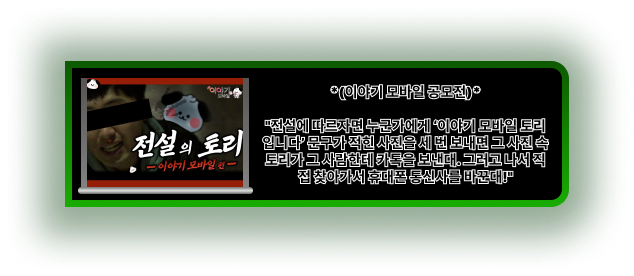 이야기
모바일
전설의 토리
- 이야기 모바일 편 -
*(이야기 모바일 공모전)*
"전설에 따르자면 누군가에게 '이야기 모바일 토리
입니다' 문구가 적힌 사진을 세 번 보내면 그 사진 속
토리가 그 사람한테 카톡을 보낸대. 그러고 나서 직
접 찾아가서 휴대폰 통신사를 바꾼대!"